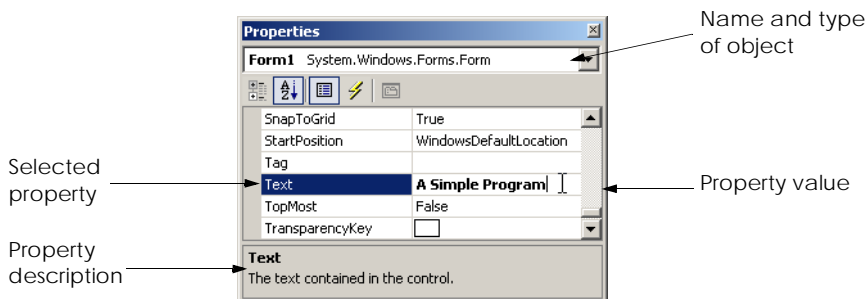 Properties
Name and type
of object
Form1 System.Windows.Forms.Form
SnapToGrid True
StartPosition WindowsDefaultLocation
Tag
Selected
property
Text A Simple Program
Property value
TopMost False
TransparencyKey
Property
description
Text
The text contained in the control.